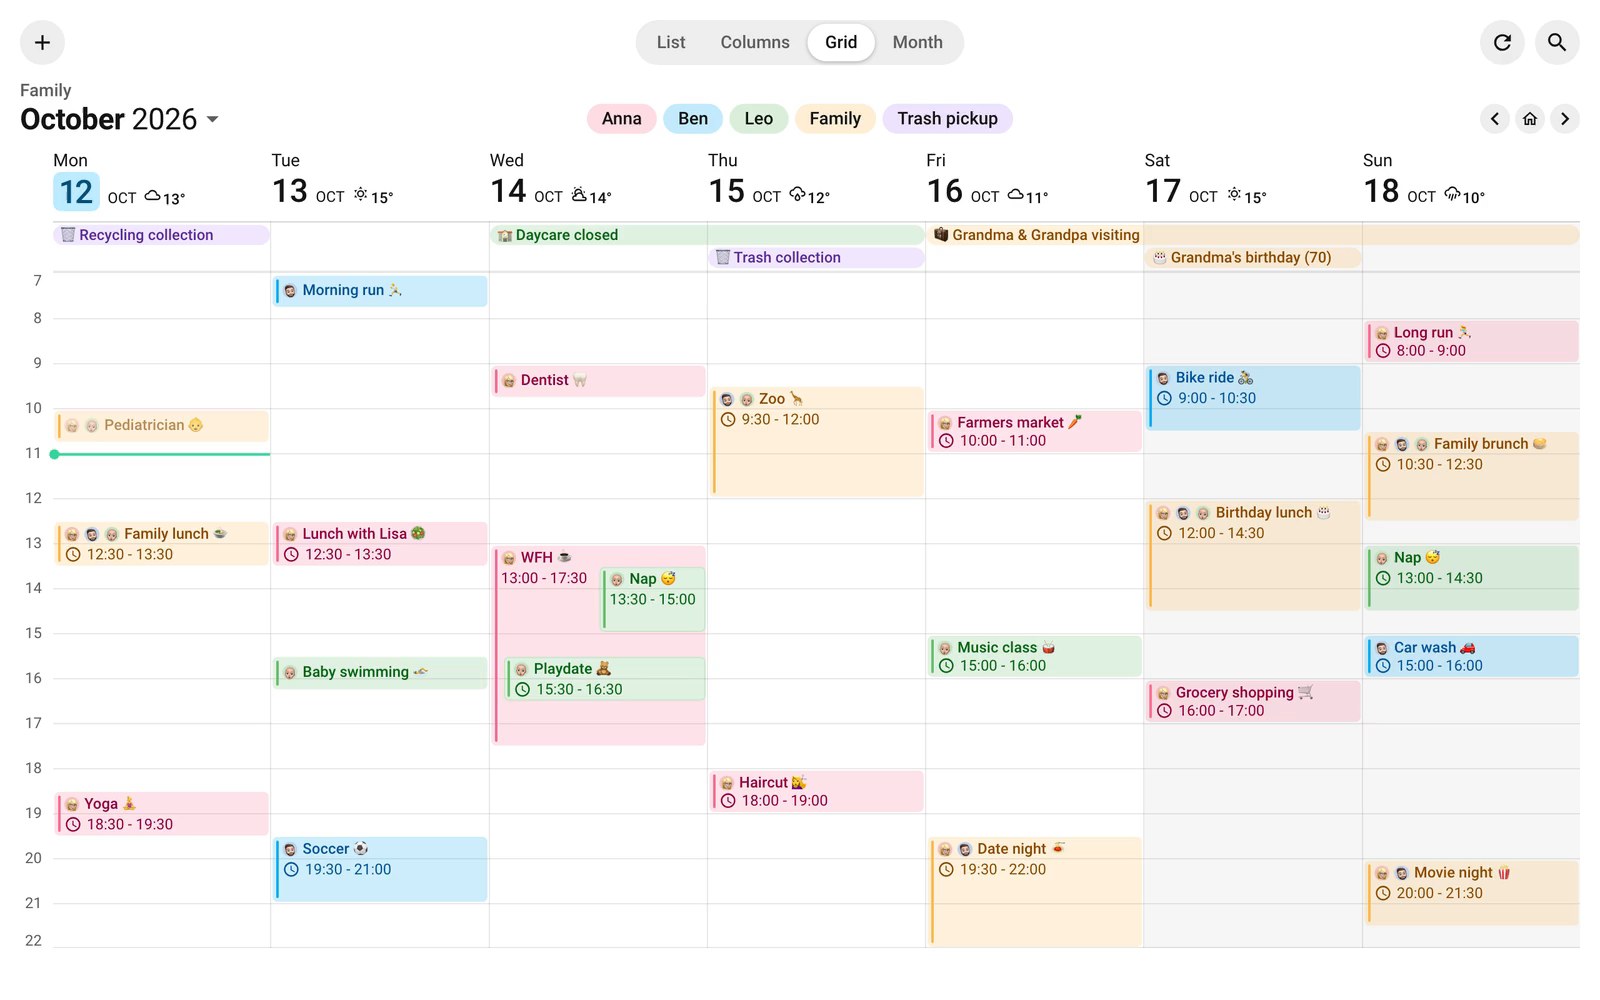 List Columns Grid Month
Family
October 2026
Anna Ben Leo Family Trash pickup
Mon Tue Wed Thu Fri Sat Sun
12 OCT 13° 13 OCT 15° 14 OCT 14° 15 OCT 12° 16 OCT 11° 17 OCT 15° 18 OCT 10°
Recycling collection Daycare closed Grandma & Grandpa visiting
Trash collection Grandma's birthday (70)
7
Morning run
8
Long run
8:00 - 9:00
9
Dentist
Bike ride
9:00 - 10:30
Zoo
9:30 - 12:00
10
Pediatrician
Farmers market
10:00 - 11:00
Family brunch
10:30 - 12:30
11
12
Birthday lunch
12:00 - 14:30
Family lunch
12:30 - 13:30
Lunch with Lisa
12:30 - 13:30
13
WFH
13:00 - 17:30
Nap
13:00 - 14:30
Nap
13:30 - 15:00
14
15
Music class
15:00 - 16:00
Car wash
15:00 - 16:00
Baby swimming
Playdate
15:30 - 16:30
16
Grocery shopping
16:00 - 17:00
17
18
Haircut
18:00 - 19:00
Yoga
18:30 - 19:30
19
Soccer
19:30 - 21:00
Date night
19:30 - 22:00
20
Movie night
20:00 - 21:30
21
22